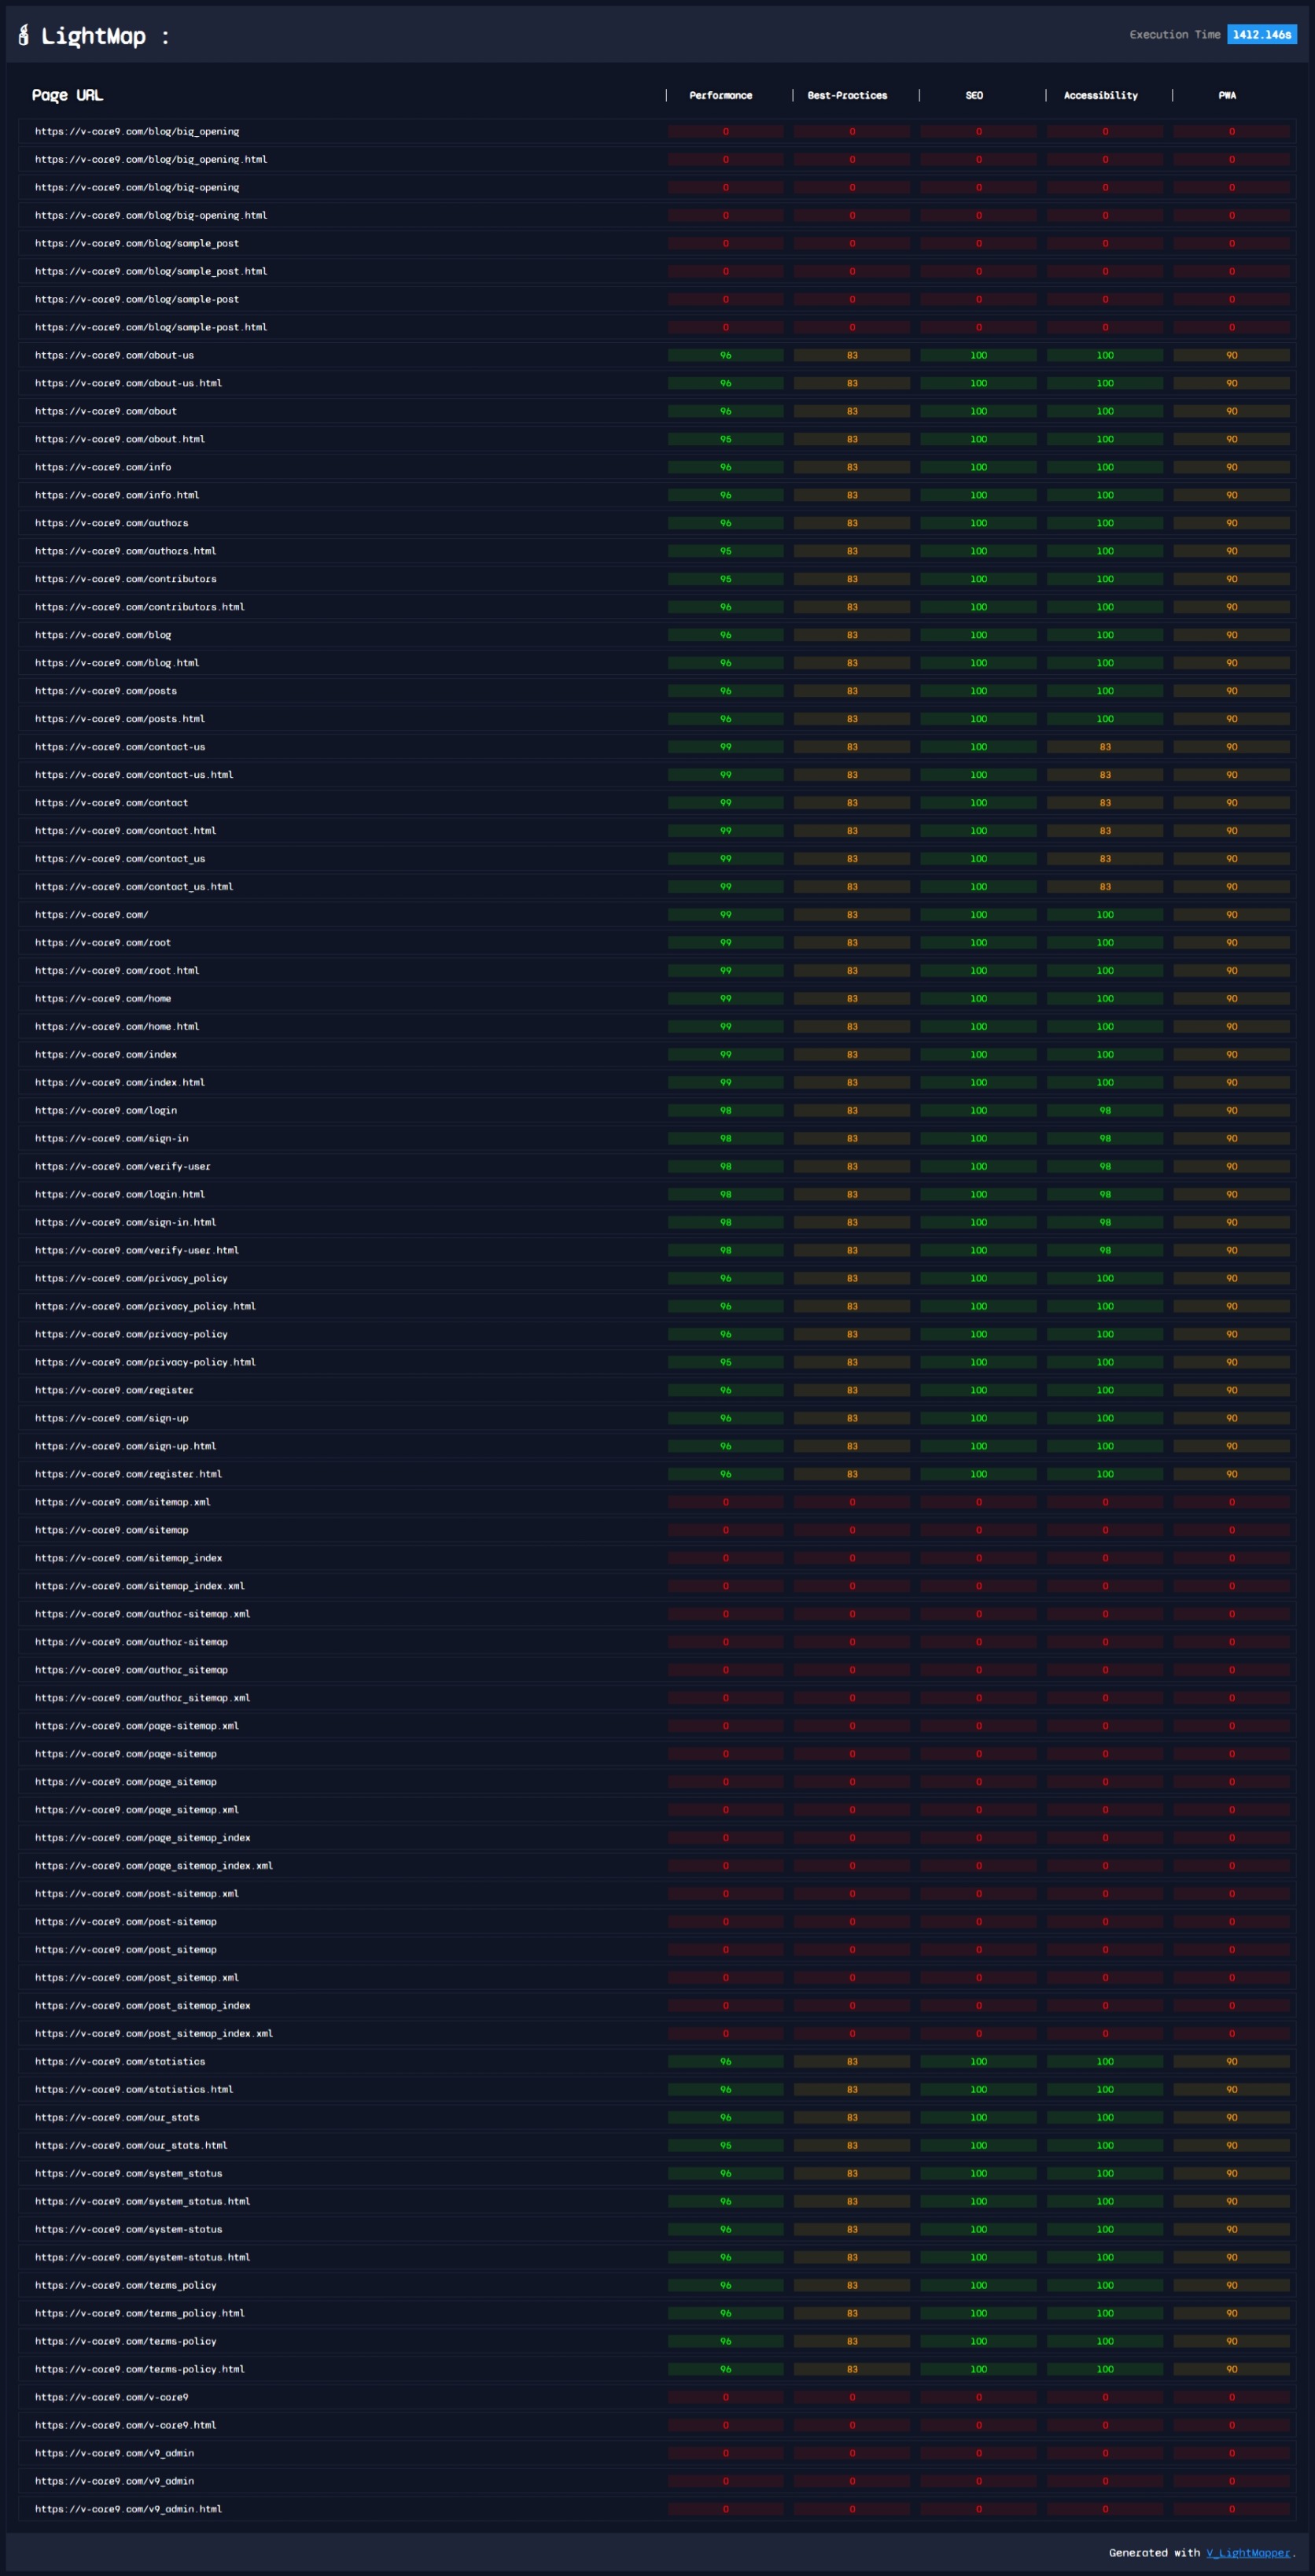 LightMap :
Execution Time 1412.146s
Page URL | Performance | Best-Practices | SEO | Accessibility | PWA
https://v-core9.com/blog/big_opening 0 0 0 0 0
https://v-core9.com/blog/big_opening.html 0 0 0 0 0
https://v-core9.com/blog/big-opening 0 0 0 0 0
https://v-core9.com/blog/big-opening.html 0 0 0 0 0
https://v-core9.com/blog/sample_post 0 0 0 0 0
https://v-core9.com/blog/sample_post.html 0 0 0 0 0
https://v-core9.com/blog/sample-post 0 0 0 0 0
https://v-core9.com/blog/sample-post.html 0 0 0 0 0
https://v-core9.com/about-us 96 83 100 100 90
https://v-core9.com/about-us.html 96 83 100 100 90
https://v-core9.com/about 96 83 100 100 90
https://v-core9.com/about.html 95 83 100 100 90
https://v-core9.com/info 96 83 100 100 90
https://v-core9.com/info.html 96 83 100 100 90
https://v-core9.com/authors 96 83 100 100 90
https://v-core9.com/authors.html 95 83 100 100 90
https://v-core9.com/contributors 95 83 100 100 90
https://v-core9.com/contributors.html 96 83 100 100 90
https://v-core9.com/blog 96 83 100 100 90
https://v-core9.com/blog.html 96 83 100 100 90
https://v-core9.com/posts 96 83 100 100 90
https://v-core9.com/posts.html 96 83 100 100 90
https://v-core9.com/contact-us 99 83 100 83 90
https://v-core9.com/contact-us.html 99 83 100 83 90
https://v-core9.com/contact 99 83 100 83 90
https://v-core9.com/contact.html 99 83 100 83 90
https://v-core9.com/contact_us 99 83 100 83 90
https://v-core9.com/contact_us.html 99 83 100 83 90
https://v-core9.com/ 99 83 100 100 90
https://v-core9.com/root 99 83 100 100 90
https://v-core9.com/root.html 99 83 100 100 90
https://v-core9.com/home 99 83 100 100 90
https://v-core9.com/home.html 99 83 100 100 90
https://v-core9.com/index 99 83 100 100 90
https://v-core9.com/index.html 99 83 100 100 90
https://v-core9.com/login 98 83 100 98 90
https://v-core9.com/sign-in 98 83 100 98 90
https://v-core9.com/verify-user 98 83 100 98 90
https://v-core9.com/login.html 98 83 100 98 90
https://v-core9.com/sign-in.html 98 83 100 98 90
https://v-core9.com/verify-user.html 98 83 100 98 90
https://v-core9.com/privacy_policy 96 83 100 100 90
https://v-core9.com/privacy_policy.html 96 83 100 100 90
https://v-core9.com/privacy-policy 96 83 100 100 90
https://v-core9.com/privacy-policy.html 95 83 100 100 90
https://v-core9.com/register 96 83 100 100 90
https://v-core9.com/sign-up 96 83 100 100 90
https://v-core9.com/sign-up.html 96 83 100 100 90
https://v-core9.com/register.html 96 83 100 100 90
https://v-core9.com/sitemap.xml 0 0 0 0 0
https://v-core9.com/sitemap 0 0 0 0 0
https://v-core9.com/sitemap_index 0 0 0 0 0
https://v-core9.com/sitemap_index.xml 0 0 0 0 0
https://v-core9.com/author-sitemap.xml 0 0 0 0 0
https://v-core9.com/author-sitemap 0 0 0 0 0
https://v-core9.com/author_sitemap 0 0 0 0 0
https://v-core9.com/author_sitemap.xml 0 0 0 0 0
https://v-core9.com/page-sitemap.xml 0 0 0 0 0
https://v-core9.com/page-sitemap 0 0 0 0 0
https://v-core9.com/page_sitemap 0 0 0 0 0
https://v-core9.com/page_sitemap.xml 0 0 0 0 0
https://v-core9.com/page_sitemap_index 0 0 0 0 0
https://v-core9.com/page_sitemap_index.xml 0 0 0 0 0
https://v-core9.com/post-sitemap.xml 0 0 0 0 0
https://v-core9.com/post-sitemap 0 0 0 0 0
https://v-core9.com/post_sitemap 0 0 0 0 0
https://v-core9.com/post_sitemap.xml 0 0 0 0 0
https://v-core9.com/post_sitemap_index 0 0 0 0 0
https://v-core9.com/post_sitemap_index.xml 0 0 0 0 0
https://v-core9.com/statistics 96 83 100 100 90
https://v-core9.com/statistics.html 96 83 100 100 90
https://v-core9.com/our_stats 96 83 100 100 90
https://v-core9.com/our_stats.html 95 83 100 100 90
https://v-core9.com/system_status 96 83 100 100 90
https://v-core9.com/system_status.html 96 83 100 100 90
https://v-core9.com/system-status 96 83 100 100 90
https://v-core9.com/system-status.html 96 83 100 100 90
https://v-core9.com/terms_policy 96 83 100 100 90
https://v-core9.com/terms_policy.html 96 83 100 100 90
https://v-core9.com/terms-policy 96 83 100 100 90
https://v-core9.com/terms-policy.html 96 83 100 100 90
https://v-core9.com/v-core9 0 0 0 0 0
https://v-core9.com/v-core9.html 0 0 0 0 0
https://v-core9.com/v9_admin 0 0 0 0 0
https://v-core9.com/v9_admin 0 0 0 0 0
https://v-core9.com/v9_admin.html 0 0 0 0 0
Generated with V_LightMapper.